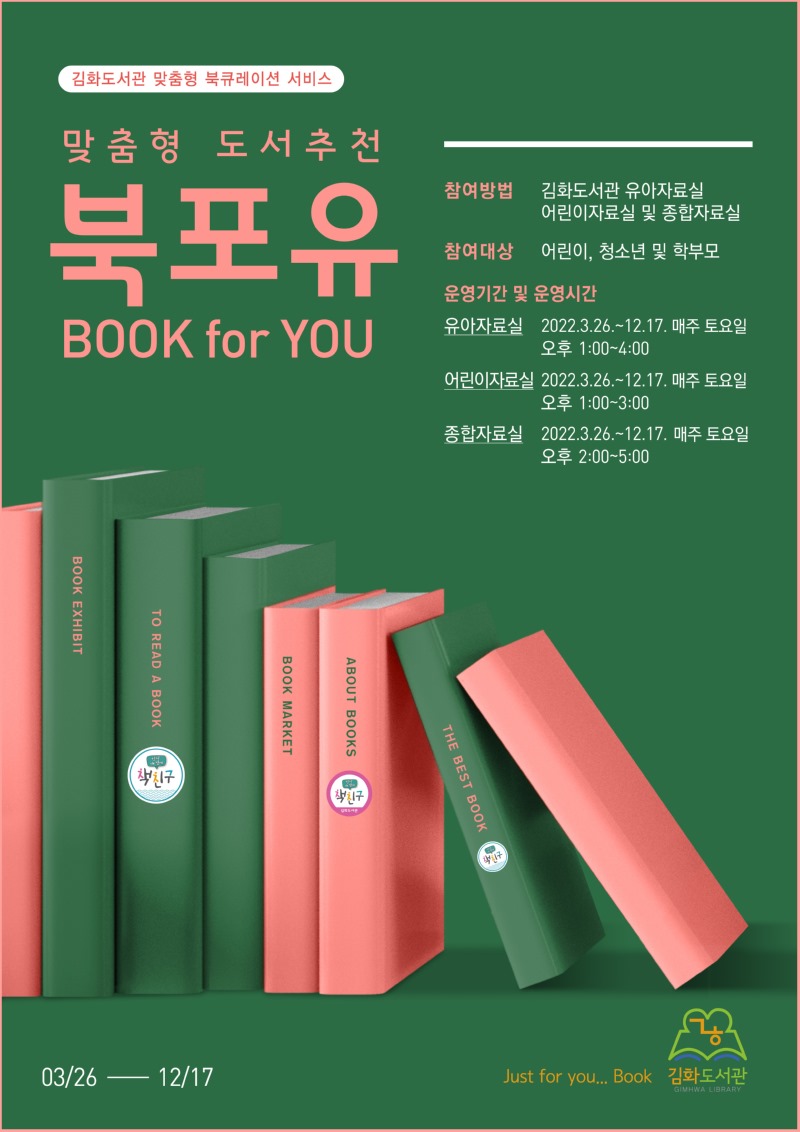 김화도서관 맞춤형 북큐레이션 서비스
맞춤형 도서추천
북포유
BOOK for YOU
참여방법 김화도서관 유아자료실
어린이자료실 및 종합자료실
참여대상 어린이, 청소년 및 학부모
운영기간 및 운영시간
유아자료실 2022.3.26.~12.17. 매주 토요일
오후 1:00~4:00
어린이자료실 2022.3.26.~12.17. 매주 토요일
오후 1:00~3:00
종합자료실 2022.3.26.~12.17. 매주 토요일
오후 2:00~5:00
BOOK EXHIBIT
TO READ A BOOK
책친구
BOOK MARKET
ABOUT BOOKS
책친구
THE BEST BOOK
책친구
03/26 — 12/17
Just for you... Book
김화도서관
GIMHWA LIBRARY